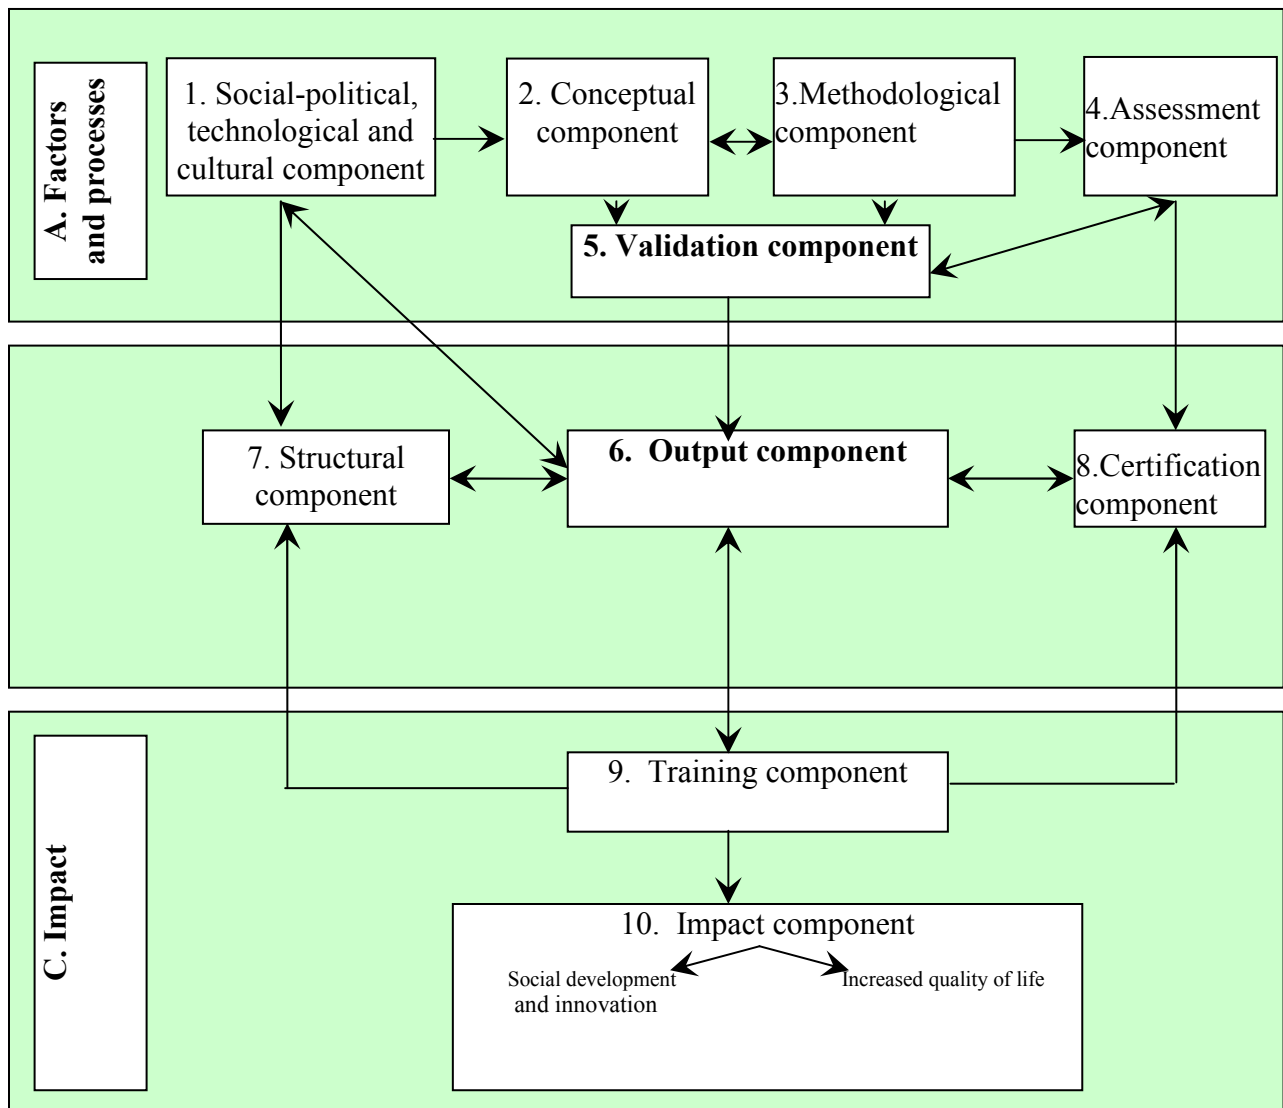 A. Factors
and processes
1. Social-political,
technological and
cultural component
2. Conceptual
component
3.Methodological
component
4.Assessment
component
5. Validation component
7. Structural
component
6. Output component
8.Certification
component
C. Impact
9. Training component
10. Impact component
Social development
and innovation
Increased quality of life